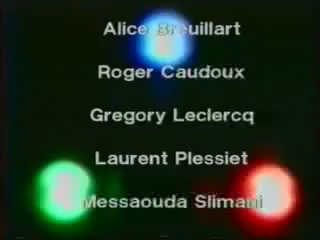 Alice Breuillart
Roger Caudoux
Gregory Leclercq
Laurent Plessiet
Messaouda Slimani